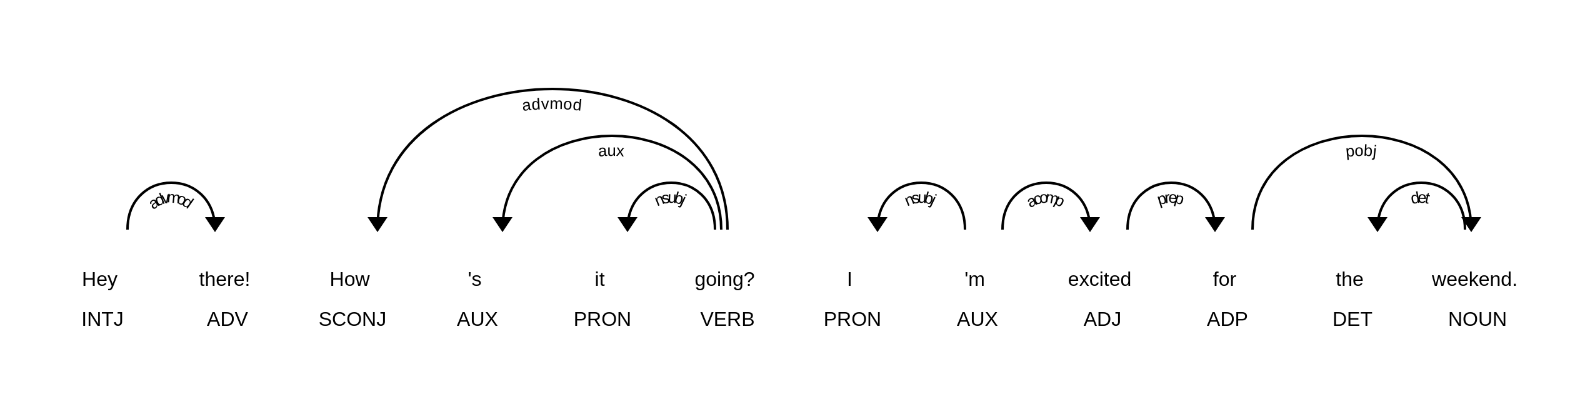 advmod
aux
pobj
advmod nsubj nsubj acomp prep det
Hey there! How 's it going? I 'm excited for the weekend.
INTJ ADV SCONJ AUX PRON VERB PRON AUX ADJ ADP DET NOUN